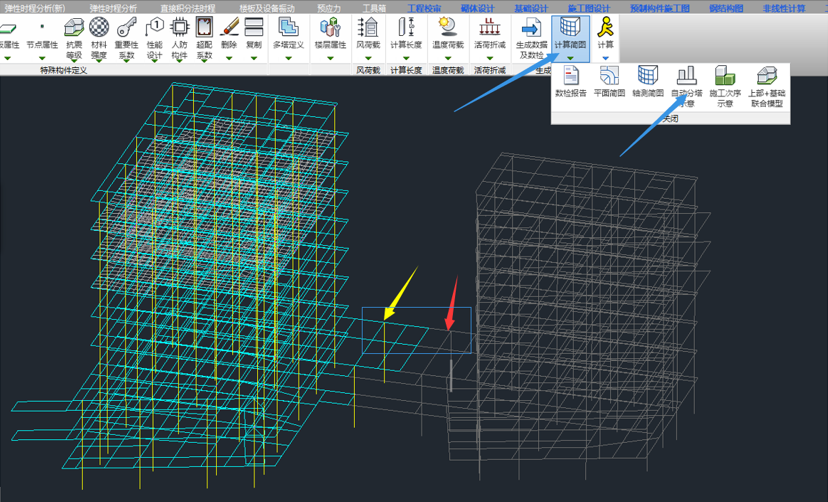 弹性时程分析(新) 弹性时程分析 直接积分法时程 楼板及设备振动 预应力 工具箱 工程校审 砌体设计 基础设计 施工图设计 预制构件施工图 钢结构图 非线性计算
板属性 节点属性 抗震等级 材料强度 重要性系数 性能设计 人防构件 超配系数 删除 复制 多塔定义 楼层属性 风荷载 计算长度 温度荷载 活荷折减 生成数据及数检 计算简图 计算
特殊构件定义 风荷载 计算长度 温度荷载 活荷折减 生成
数检报告 平面简图 轴测简图 自动分塔示意 施工次序示意 上部+基础联合模型
关闭